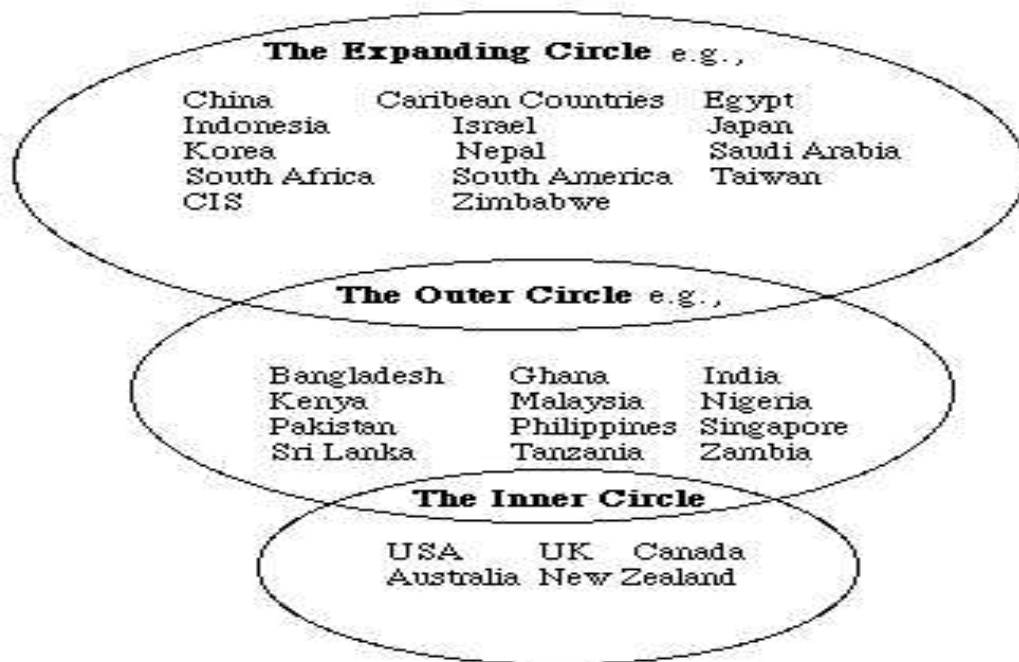 The Expanding Circle e.g.,
China Caribean Countries Egypt
Indonesia Israel Japan
Korea Nepal Saudi Arabia
South Africa South America Taiwan
CIS Zimbabwe
The Outer Circle e.g.,
Bangladesh Ghana India
Kenya Malaysia Nigeria
Pakistan Philippines Singapore
Sri Lanka Tanzania Zambia
The Inner Circle
USA UK Canada
Australia New Zealand